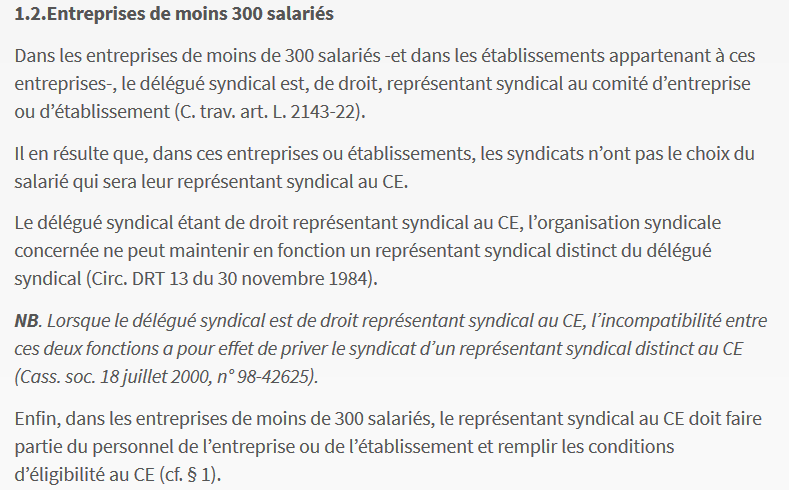 1.2.Entreprises de moins 300 salariés
Dans les entreprises de moins de 300 salariés -et dans les établissements appartenant à ces
entreprises-, le délégué syndical est, de droit, représentant syndical au comité d’entreprise
ou d’établissement (C. trav. art. L. 2143-22).
Il en résulte que, dans ces entreprises ou établissements, les syndicats n’ont pas le choix du
salarié qui sera leur représentant syndical au CE.
Le délégué syndical étant de droit représentant syndical au CE, l’organisation syndicale
concernée ne peut maintenir en fonction un représentant syndical distinct du délégué
syndical (Circ. DRT 13 du 30 novembre 1984).
NB. Lorsque le délégué syndical est de droit représentant syndical au CE, l’incompatibilité entre
ces deux fonctions a pour effet de priver le syndicat d’un représentant syndical distinct au CE
(Cass. soc. 18 juillet 2000, n° 98-42625).
Enfin, dans les entreprises de moins de 300 salariés, le représentant syndical au CE doit faire
partie du personnel de l’entreprise ou de l’établissement et remplir les conditions
d’éligibilité au CE (cf. § 1).